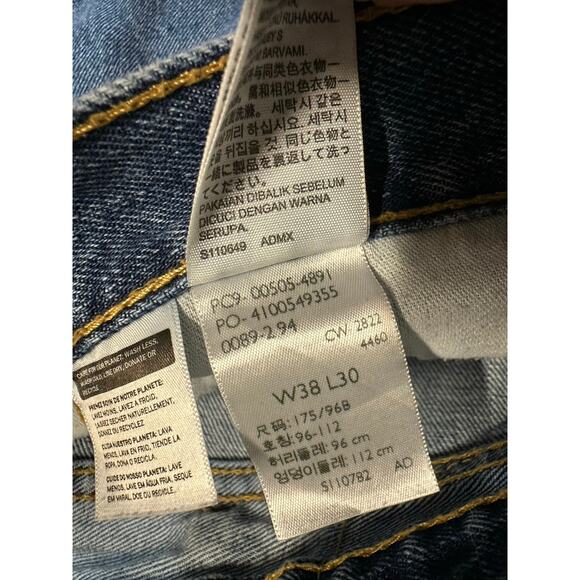 RUHÁKKAL.
BARVAMI.
与同类色衣物一
和相似色衣物一
세탁시 같은
하십시오. 세탁시
뒤집을 것. 同じ色物と
一緒に製品を裏返して洗っ
てください。
PAKAIAN DIBALIK SEBELUM
DICUCI DENGAN WARNA
SERUPA.
S110649 ADMX
PC9- 00505-4891
PO- 4100549355
0089-2.94 CW 2822
4460
W38 L30
尺码: 175/96B
호칭: 96-112
허리둘레: 96 cm
엉덩이둘레: 112 cm
S110782 AD
CARE FOR OUR PLANET: WASH LESS,
WASH COLD, LINE DRY, DONATE OR
RECYCLE
PRENEZ SOIN DE NOTRE PLANÈTE:
LAVEZ MOINS, LAVEZ À FROID,
FAITES SÉCHER NATURELLEMENT,
DONNEZ OU RECYCLEZ
CUIDA NUESTRO PLANETA: LAVA
MENOS, LAVA EN FRÍO, TIENDE LA
ROPA, DONA O RECICLA.
CUIDE DO NOSSO PLANETA: LAVE
MENOS, LAVE EM ÁGUA FRIA, SEQUE
EM VARAL, DOE OU RECICLE.